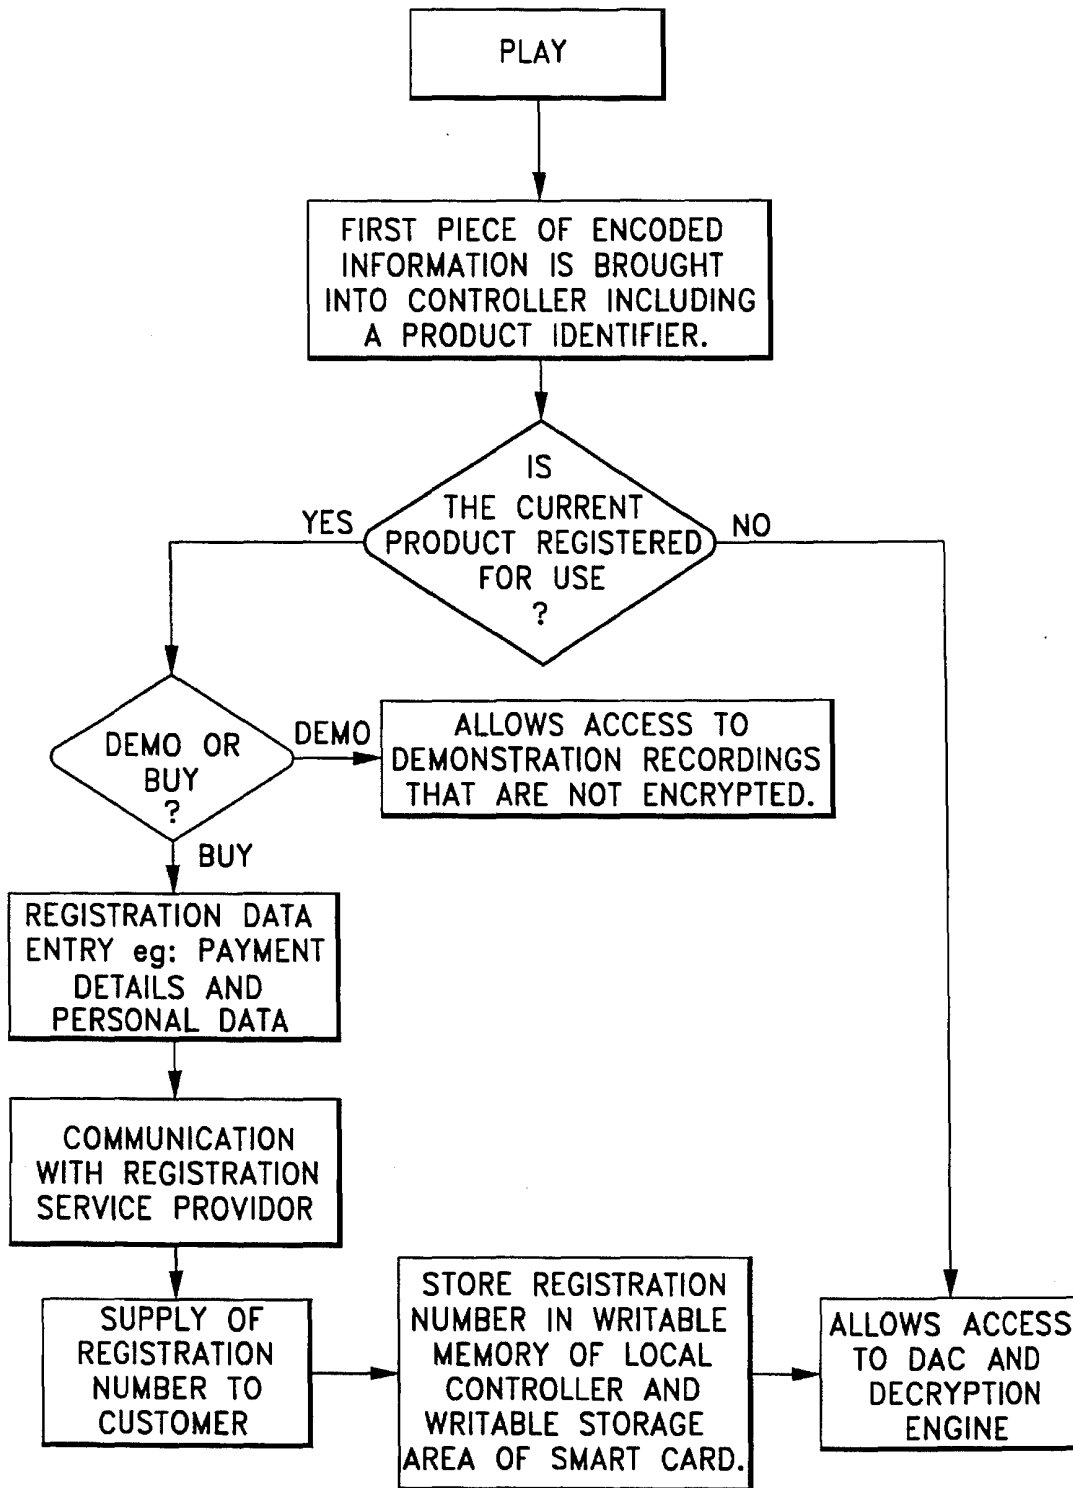 PLAY
FIRST PIECE OF ENCODED
INFORMATION IS BROUGHT
INTO CONTROLLER INCLUDING
A PRODUCT IDENTIFIER.
IS
THE CURRENT
PRODUCT REGISTERED
FOR USE
?
YES
NO
DEMO OR
BUY
?
DEMO
ALLOWS ACCESS TO
DEMONSTRATION RECORDINGS
THAT ARE NOT ENCRYPTED.
BUY
REGISTRATION DATA
ENTRY eg: PAYMENT
DETAILS AND
PERSONAL DATA
COMMUNICATION
WITH REGISTRATION
SERVICE PROVIDOR
SUPPLY OF
REGISTRATION
NUMBER TO
CUSTOMER
STORE REGISTRATION
NUMBER IN WRITABLE
MEMORY OF LOCAL
CONTROLLER AND
WRITABLE STORAGE
AREA OF SMART CARD.
ALLOWS ACCESS
TO DAC AND
DECRYPTION
ENGINE